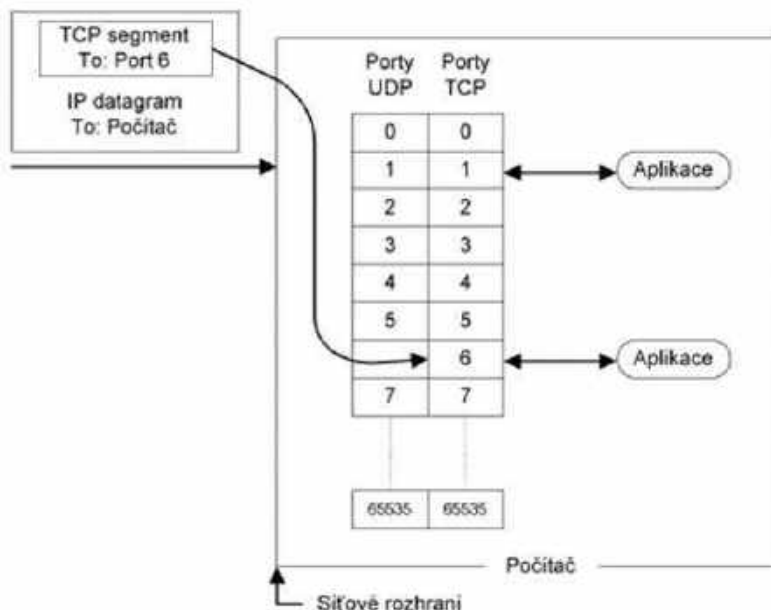 TCP segment
To: Port 6
IP datagram
To: Počítač
Porty UDP
Porty TCP
0 0
1 1
2 2
3 3
4 4
5 5
6
7 7
65535 65535
Aplikace
Aplikace
Počítač
Síťové rozhraní